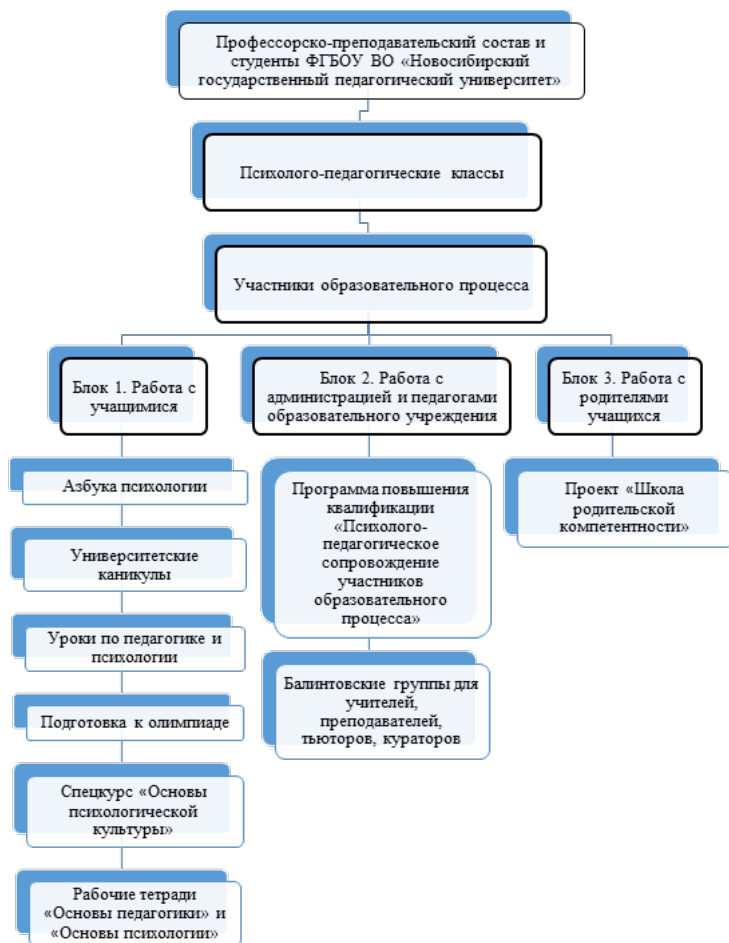 Профессорско-преподавательский состав и
студенты ФГБОУ ВО «Новосибирский
государственный педагогический университет»
Психолого-педагогические классы
Участники образовательного процесса
Блок 1. Работа с
учащимися
Азбука психологии
Университетские
каникулы
Уроки по педагогике и
психологии
Подготовка к олимпиаде
Спецкурс «Основы
психологической
культуры»
Рабочие тетради
«Основы педагогики» и
«Основы психологии»
Блок 2. Работа с
администрацией и педагогами
образовательного учреждения
Программа повышения
квалификации
«Психолого-
педагогическое
сопровождение
участников
образовательного
процесса»
Балинтовские группы для
учителей,
преподавателей,
тьюторов, кураторов
Блок 3. Работа с
родителями
учащихся
Проект «Школа
родительской
компетентности»